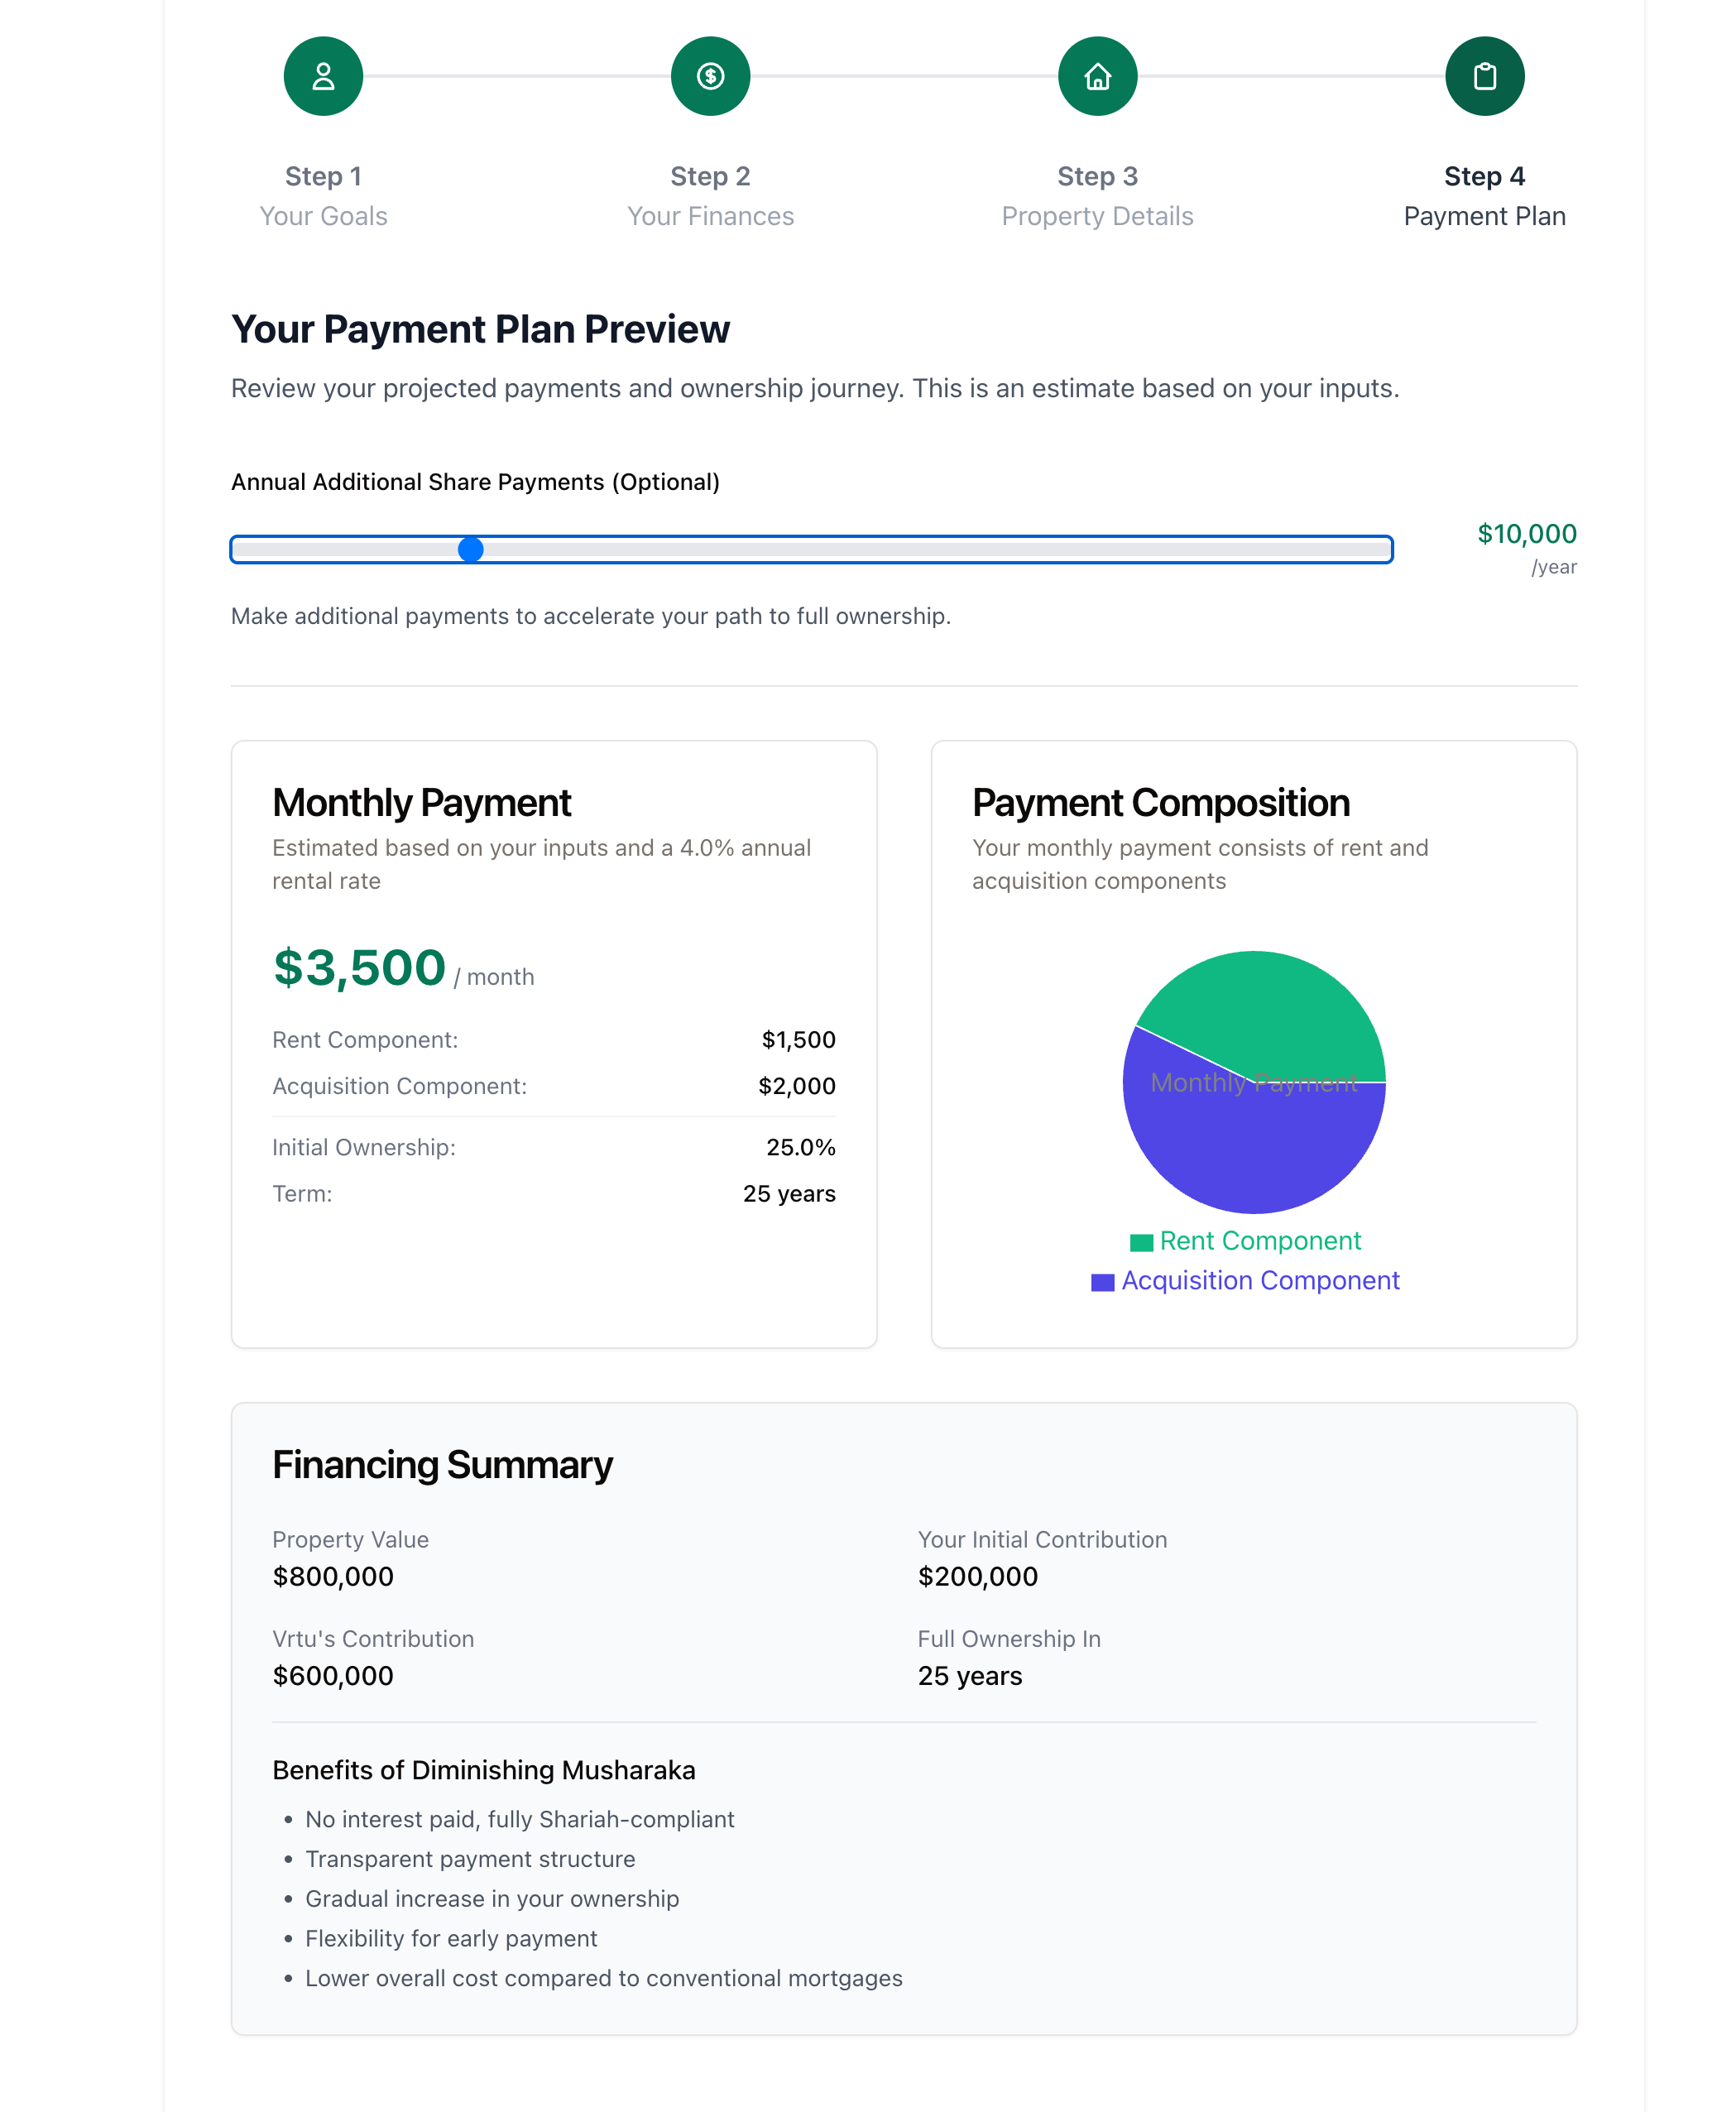 Step 1
Your Goals
Step 2
Your Finances
Step 3
Property Details
Step 4
Payment Plan
Your Payment Plan Preview
Review your projected payments and ownership journey. This is an estimate based on your inputs.
Annual Additional Share Payments (Optional)
$10,000
/year
Make additional payments to accelerate your path to full ownership.
Monthly Payment
Estimated based on your inputs and a 4.0% annual
rental rate
$3,500 / month
Rent Component: $1,500
Acquisition Component: $2,000
Initial Ownership: 25.0%
Term: 25 years
Payment Composition
Your monthly payment consists of rent and
acquisition components
Monthly Payment
Rent Component
Acquisition Component
Financing Summary
Property Value
$800,000
Your Initial Contribution
$200,000
Vrtu's Contribution
$600,000
Full Ownership In
25 years
Benefits of Diminishing Musharaka
• No interest paid, fully Shariah-compliant
• Transparent payment structure
• Gradual increase in your ownership
• Flexibility for early payment
• Lower overall cost compared to conventional mortgages